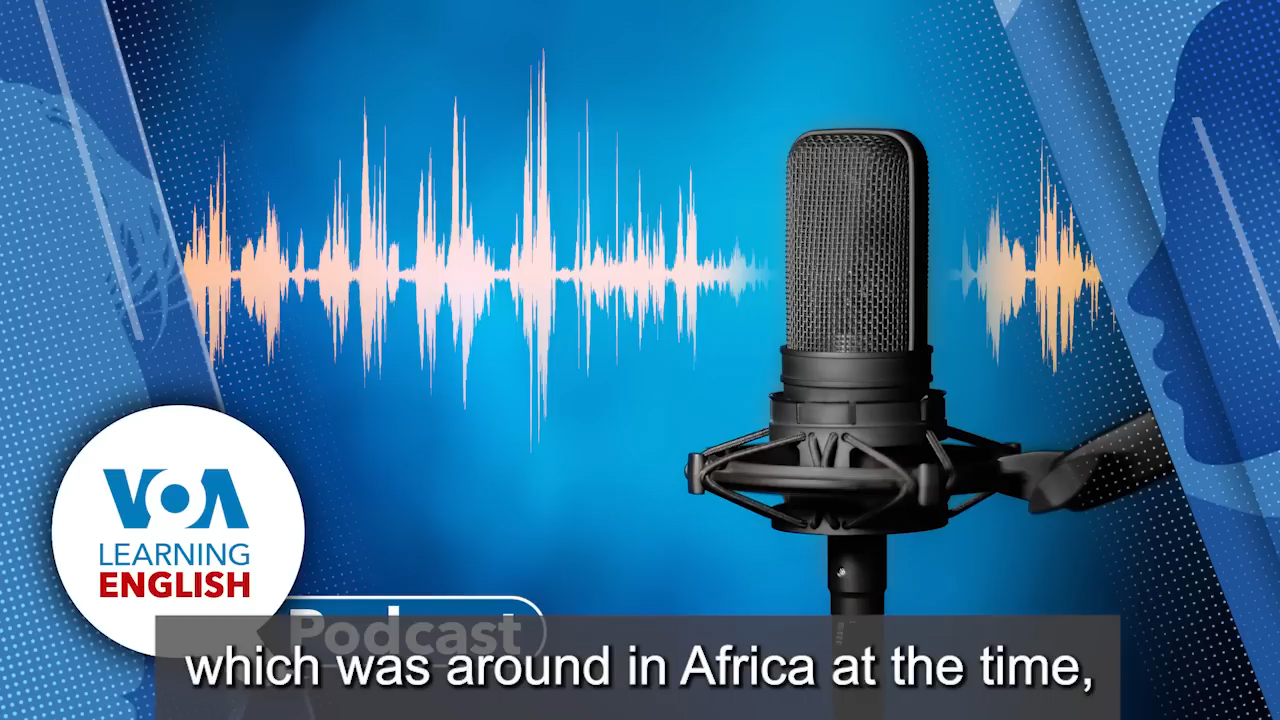 VOA
LEARNING
ENGLISH
Podcast
which was around in Africa at the time,